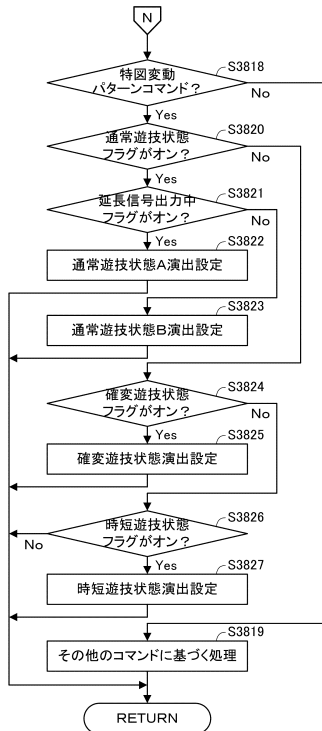 N
S3818
特図変動
パターンコマンド？
No
Yes
S3820
通常遊技状態
フラグがオン？
No
Yes
S3821
延長信号出力中
フラグがオン？
No
Yes
S3822
通常遊技状態A演出設定
S3823
通常遊技状態B演出設定
S3824
確変遊技状態
フラグがオン？
No
Yes
S3825
確変遊技状態演出設定
S3826
時短遊技状態
フラグがオン？
No
Yes
S3827
時短遊技状態演出設定
S3819
その他のコマンドに基づく処理
RETURN